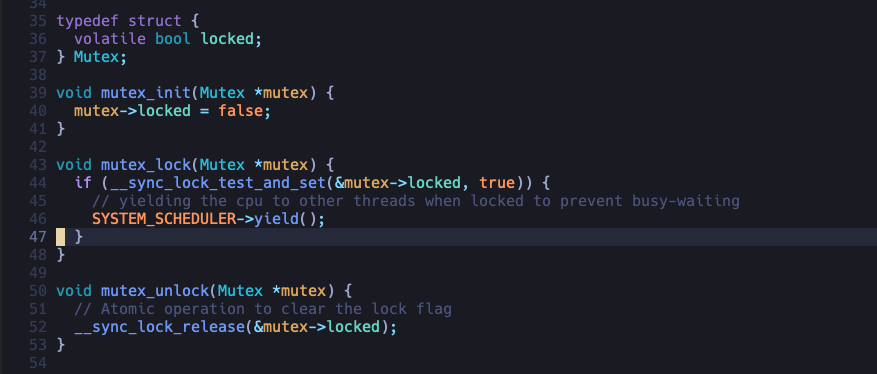 34
35 typedef struct {
36   volatile bool locked;
37 } Mutex;
38
39 void mutex_init(Mutex *mutex) {
40   mutex->locked = false;
41 }
42
43 void mutex_lock(Mutex *mutex) {
44   if (__sync_lock_test_and_set(&mutex->locked, true)) {
45     // yielding the cpu to other threads when locked to prevent busy-waiting
46     SYSTEM_SCHEDULER->yield();
47   }
48 }
49
50 void mutex_unlock(Mutex *mutex) {
51   // Atomic operation to clear the lock flag
52   __sync_lock_release(&mutex->locked);
53 }
54